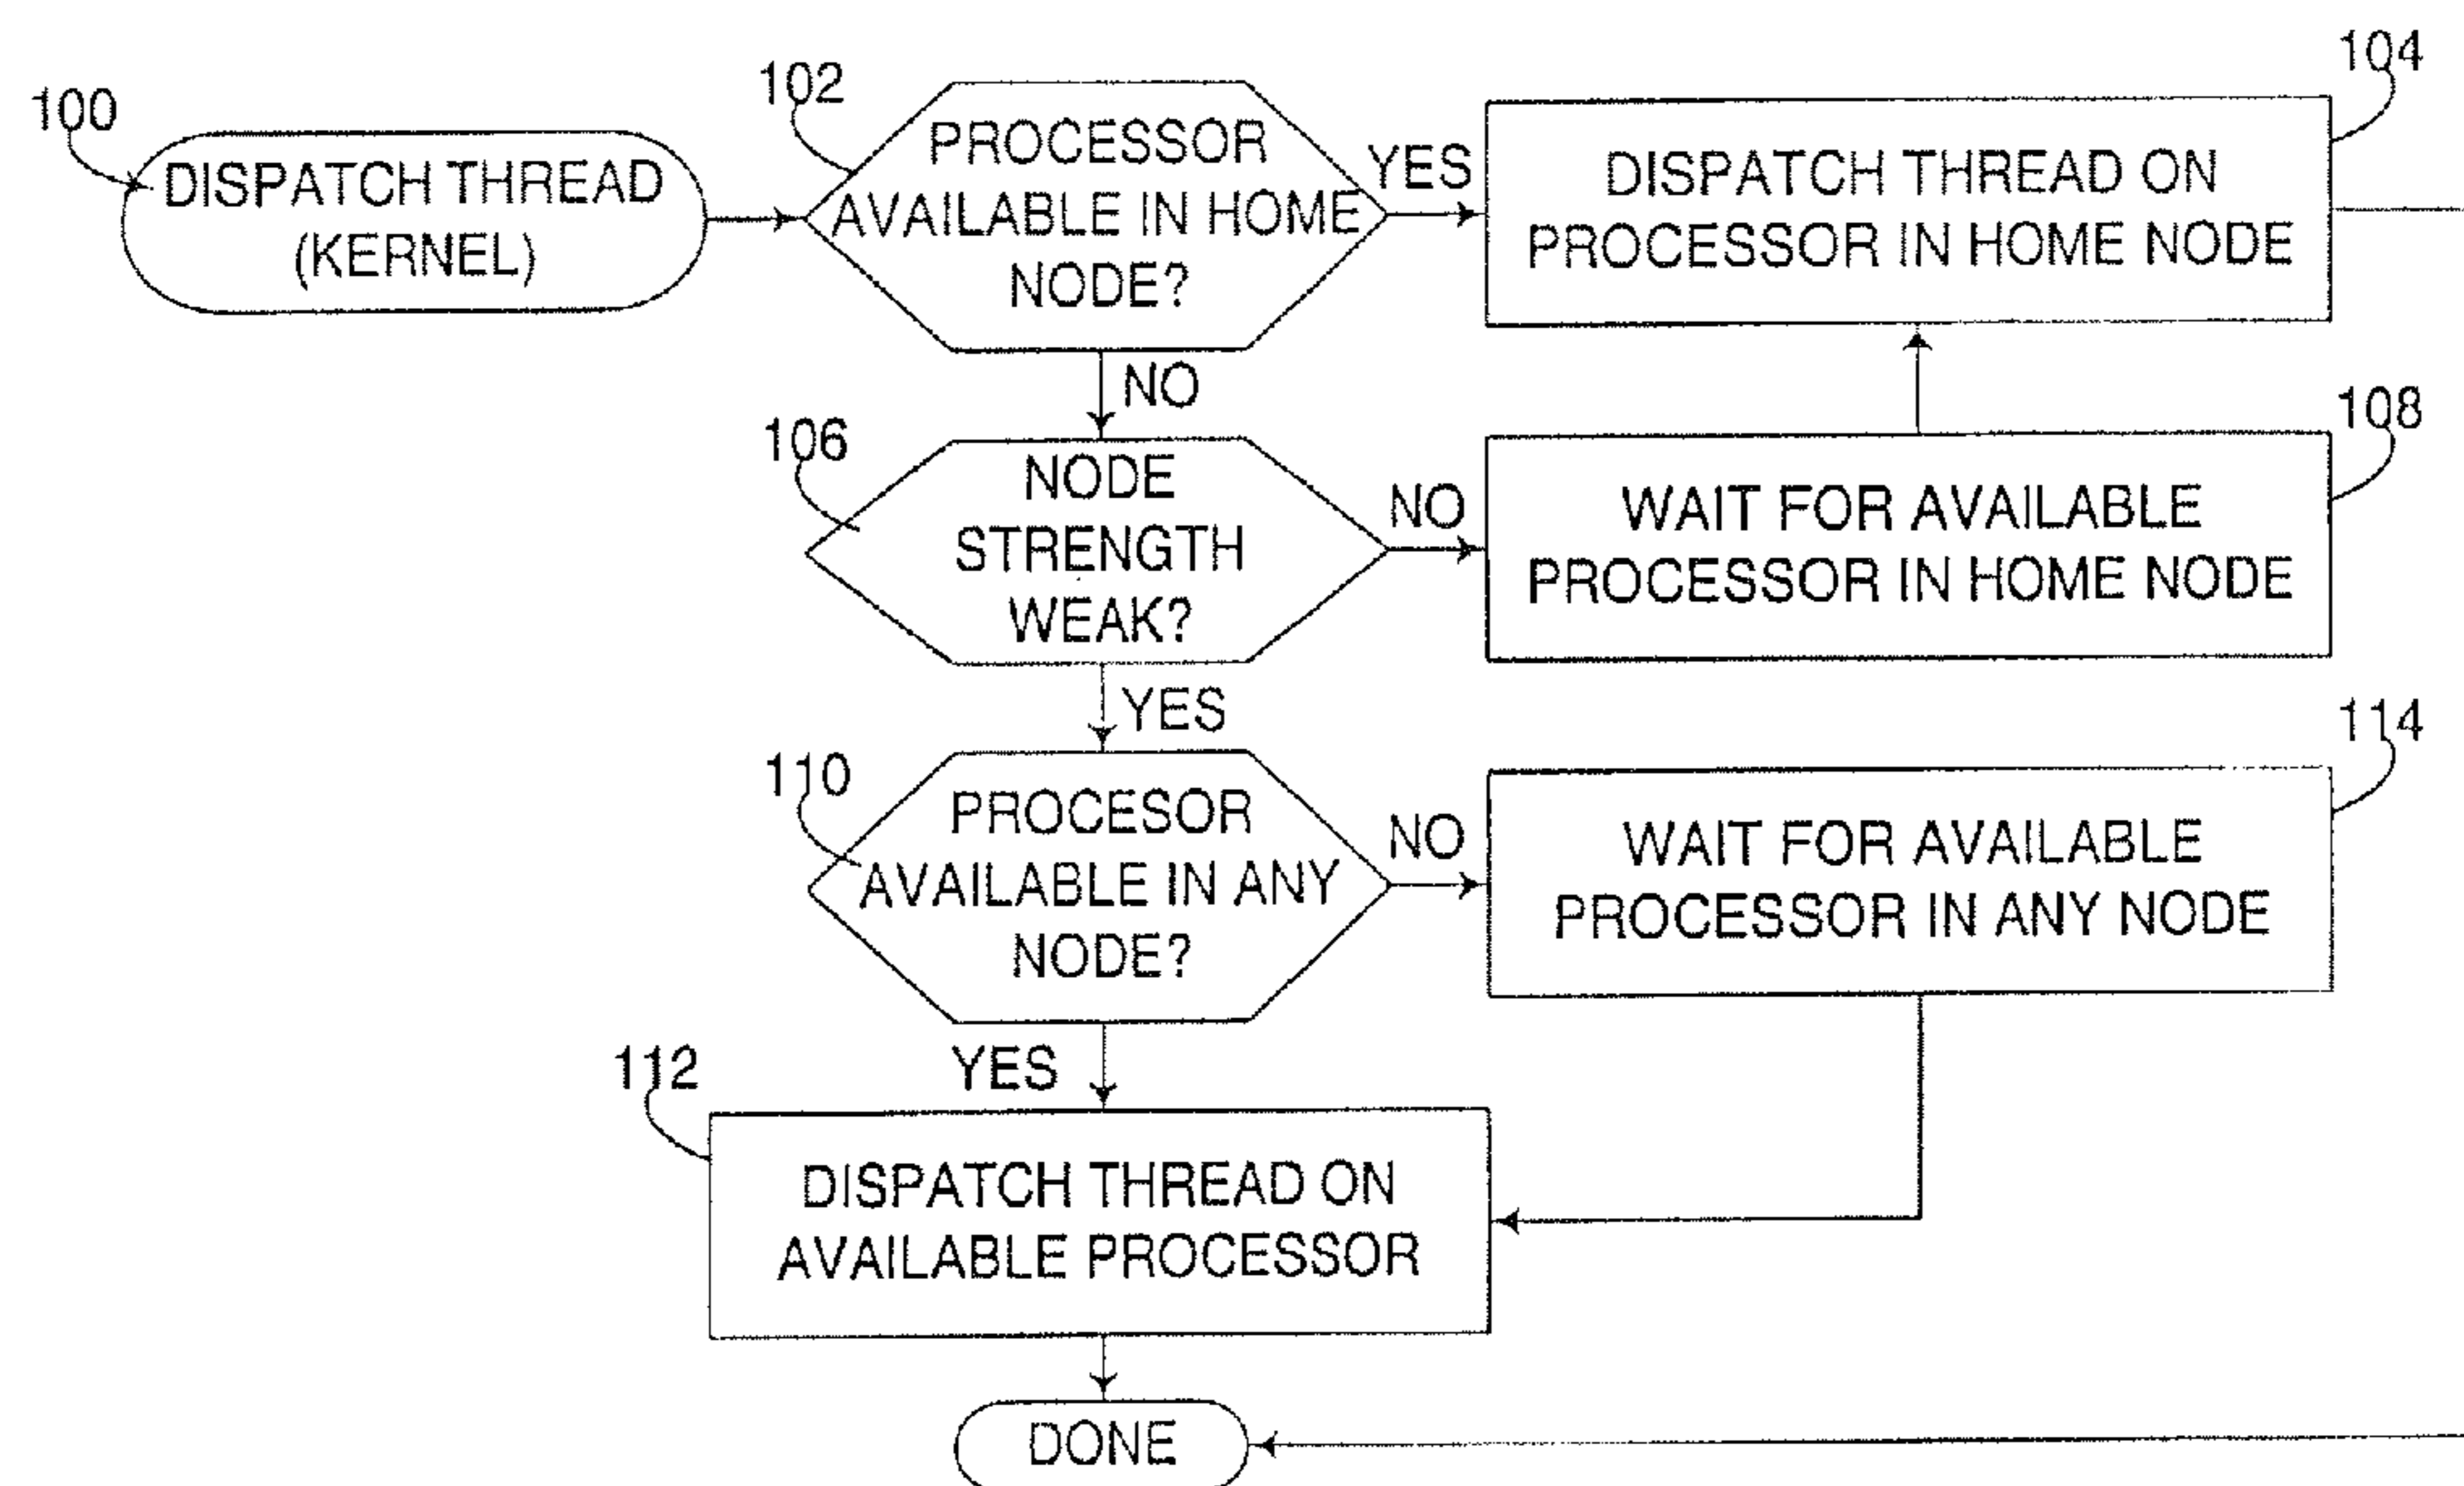 100
DISPATCH THREAD
(KERNEL)
102
PROCESSOR
AVAILABLE IN HOME
NODE?
YES
104
DISPATCH THREAD ON
PROCESSOR IN HOME NODE
NO
106
NODE
STRENGTH
WEAK?
NO
108
WAIT FOR AVAILABLE
PROCESSOR IN HOME NODE
YES
110
PROCESOR
AVAILABLE IN ANY
NODE?
NO
114
WAIT FOR AVAILABLE
PROCESSOR IN ANY NODE
YES
112
DISPATCH THREAD ON
AVAILABLE PROCESSOR
DONE